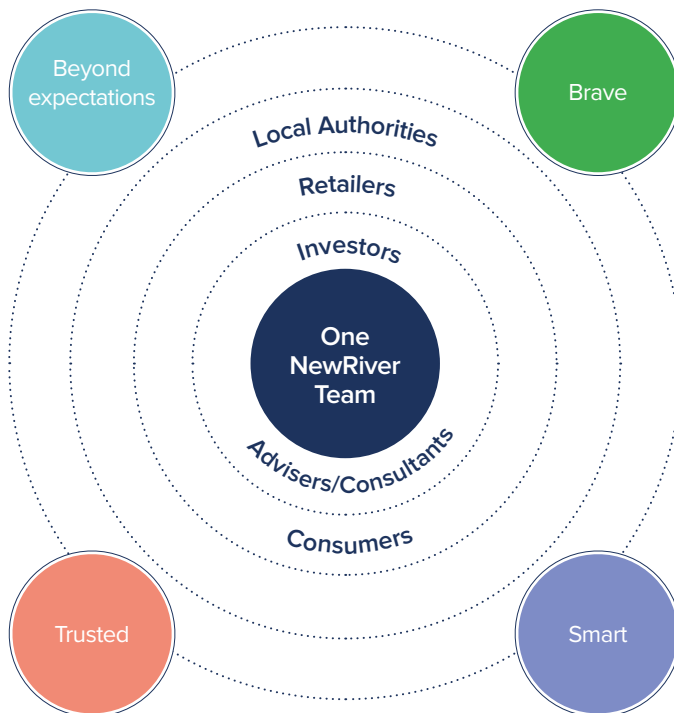 Beyond
expectations
Brave
Local Authorities
Retailers
Investors
One
NewRiver
Team
Advisers/Consultants
Consumers
Trusted
Smart